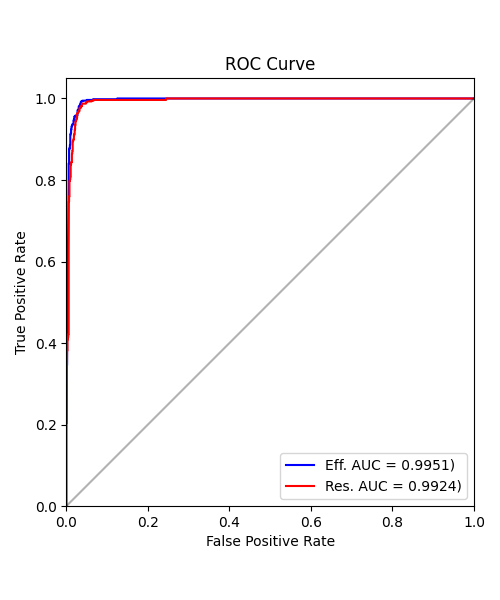 ROC Curve
1.0
0.8
0.6
0.4
0.2
0.0
True Positive Rate
Eff. AUC = 0.9951)
Res. AUC = 0.9924)
0.0 0.2 0.4 0.6 0.8 1.0
False Positive Rate